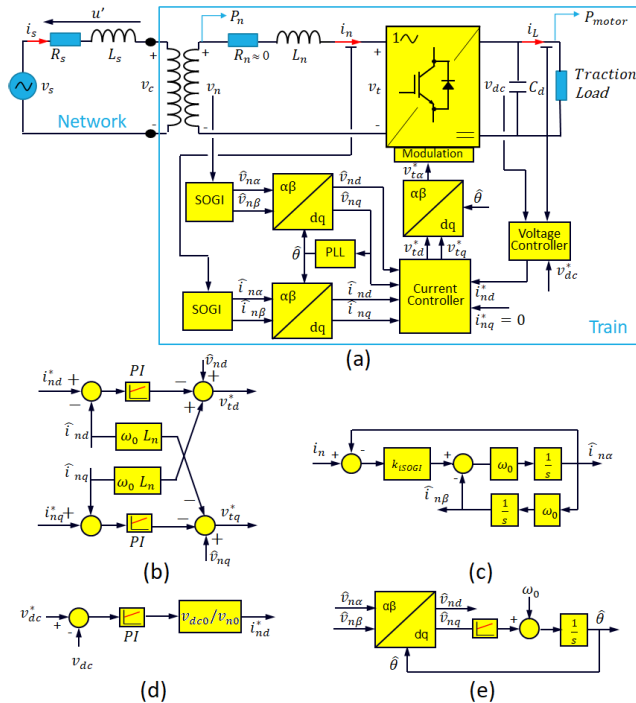 u' P_n P_motor
i_s i_n i_L
R_s L_s R_n≈0 L_n 1~
v_s v_c v_n v_t v_dc C_d Traction
Load
Network
Modulation
v*_tα
SOGI v̂_nα αβ v̂_nd αβ θ̂
v̂_nβ dq v̂_nq dq Voltage
Controller
θ̂ PLL v*_td v*_tq v*_dc
SOGI î_nα αβ î_nd Current
Controller i*_nd
î_nβ dq î_nq i*_nq = 0
(a) Train
i*_nd + PI − + v̂_nd
− + v*_td
î_nd ω_0 L_n
î_nq ω_0 L_n
−
i*_nq + PI − v*_tq
+ v̂_nq
(b)
i_n + - k_iSOGI + - ω_0 1/s î_nα
î_nβ 1/s ω_0
(c)
v*_dc + - PI v_dc0/v_n0 i*_nd
v_dc
(d)
v̂_nα αβ v̂_nd ω_0
v̂_nβ dq v̂_nq + + 1/s θ̂
θ̂
(e)